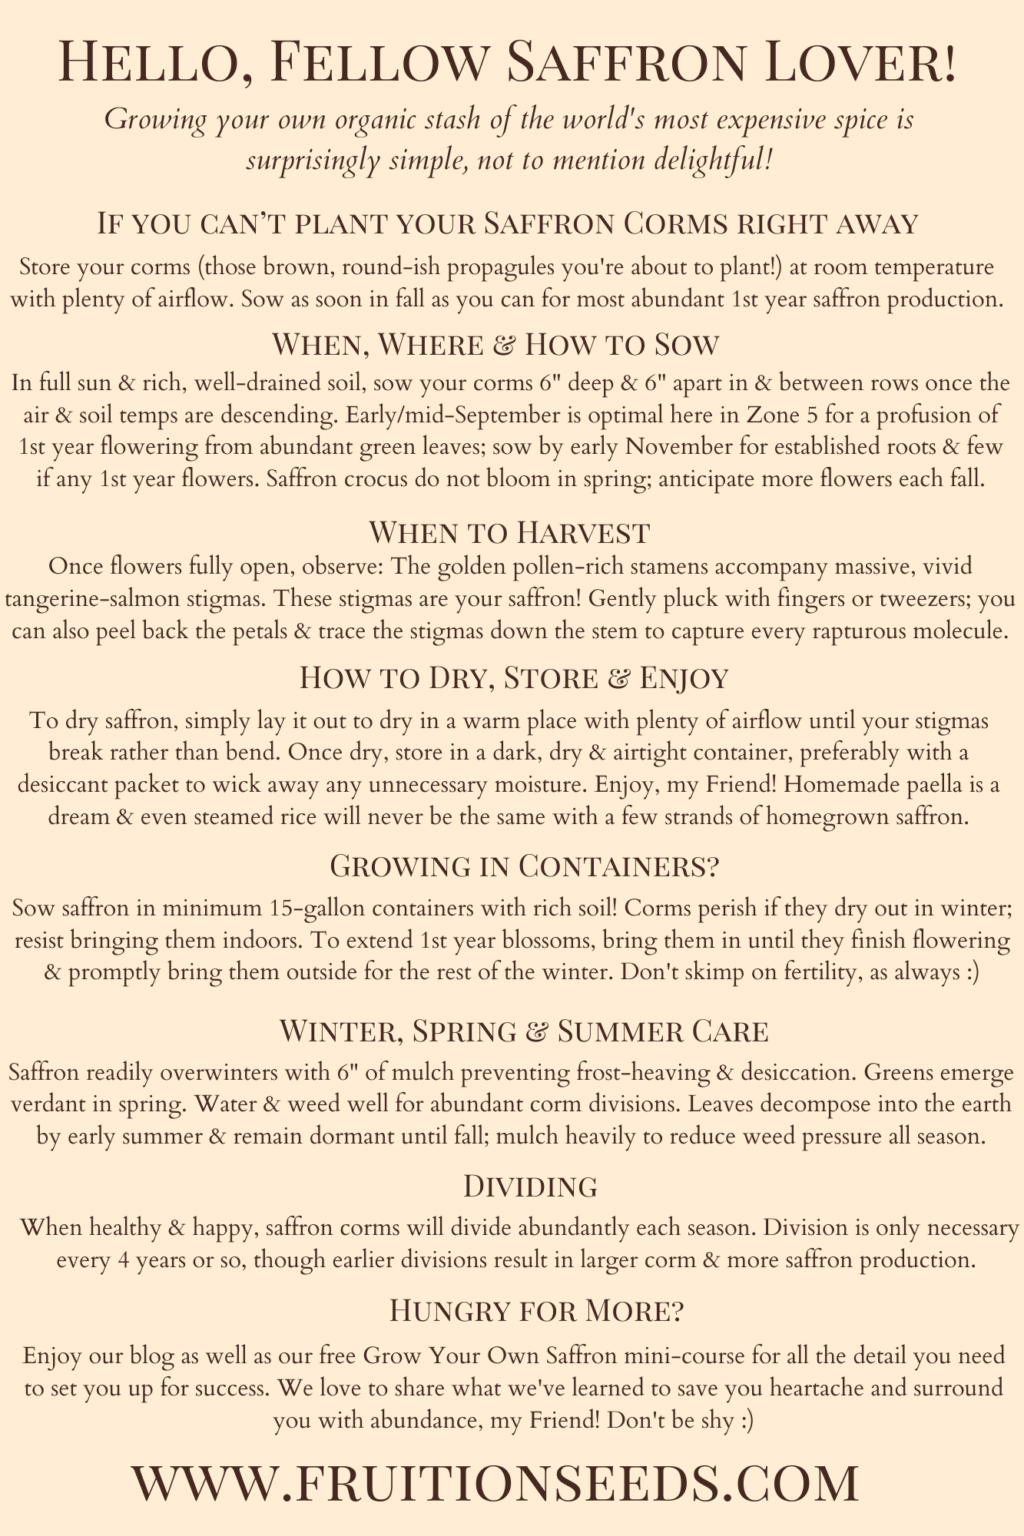 Hello, Fellow Saffron Lover!
Growing your own organic stash of the world's most expensive spice is
surprisingly simple, not to mention delightful!
If you can't plant your Saffron Corms right away
Store your corms (those brown, round-ish propagules you're about to plant!) at room temperature
with plenty of airflow. Sow as soon in fall as you can for most abundant 1st year saffron production.
When, Where & How to Sow
In full sun & rich, well-drained soil, sow your corms 6" deep & 6" apart in & between rows once the
air & soil temps are descending. Early/mid-September is optimal here in Zone 5 for a profusion of
1st year flowering from abundant green leaves; sow by early November for established roots & few
if any 1st year flowers. Saffron crocus do not bloom in spring; anticipate more flowers each fall.
When to Harvest
Once flowers fully open, observe: The golden pollen-rich stamens accompany massive, vivid
tangerine-salmon stigmas. These stigmas are your saffron! Gently pluck with fingers or tweezers; you
can also peel back the petals & trace the stigmas down the stem to capture every rapturous molecule.
How to Dry, Store & Enjoy
To dry saffron, simply lay it out to dry in a warm place with plenty of airflow until your stigmas
break rather than bend. Once dry, store in a dark, dry & airtight container, preferably with a
desiccant packet to wick away any unnecessary moisture. Enjoy, my Friend! Homemade paella is a
dream & even steamed rice will never be the same with a few strands of homegrown saffron.
Growing in Containers?
Sow saffron in minimum 15-gallon containers with rich soil! Corms perish if they dry out in winter;
resist bringing them indoors. To extend 1st year blossoms, bring them in until they finish flowering
& promptly bring them outside for the rest of the winter. Don't skimp on fertility, as always :)
Winter, Spring & Summer Care
Saffron readily overwinters with 6" of mulch preventing frost-heaving & desiccation. Greens emerge
verdant in spring. Water & weed well for abundant corm divisions. Leaves decompose into the earth
by early summer & remain dormant until fall; mulch heavily to reduce weed pressure all season.
Dividing
When healthy & happy, saffron corms will divide abundantly each season. Division is only necessary
every 4 years or so, though earlier divisions result in larger corm & more saffron production.
Hungry for More?
Enjoy our blog as well as our free Grow Your Own Saffron mini-course for all the detail you need
to set you up for success. We love to share what we've learned to save you heartache and surround
you with abundance, my Friend! Don't be shy :)
www.fruitionseeds.com